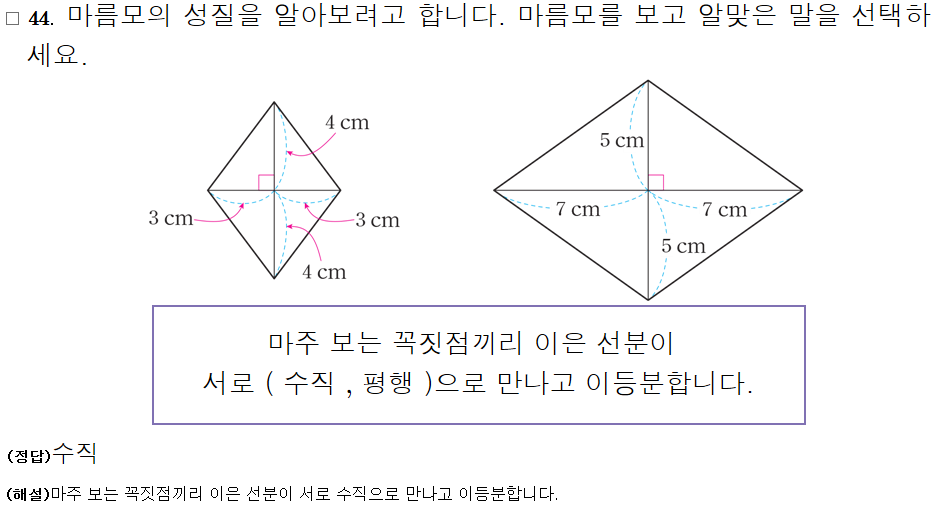 □ 44. 마름모의 성질을 알아보려고 합니다. 마름모를 보고 알맞은 말을 선택하
세요.
4 cm
3 cm
3 cm
4 cm
5 cm
7 cm
7 cm
5 cm
마주 보는 꼭짓점끼리 이은 선분이
서로 ( 수직 , 평행 )으로 만나고 이등분합니다.
(정답)수직
(해설)마주 보는 꼭짓점끼리 이은 선분이 서로 수직으로 만나고 이등분합니다.